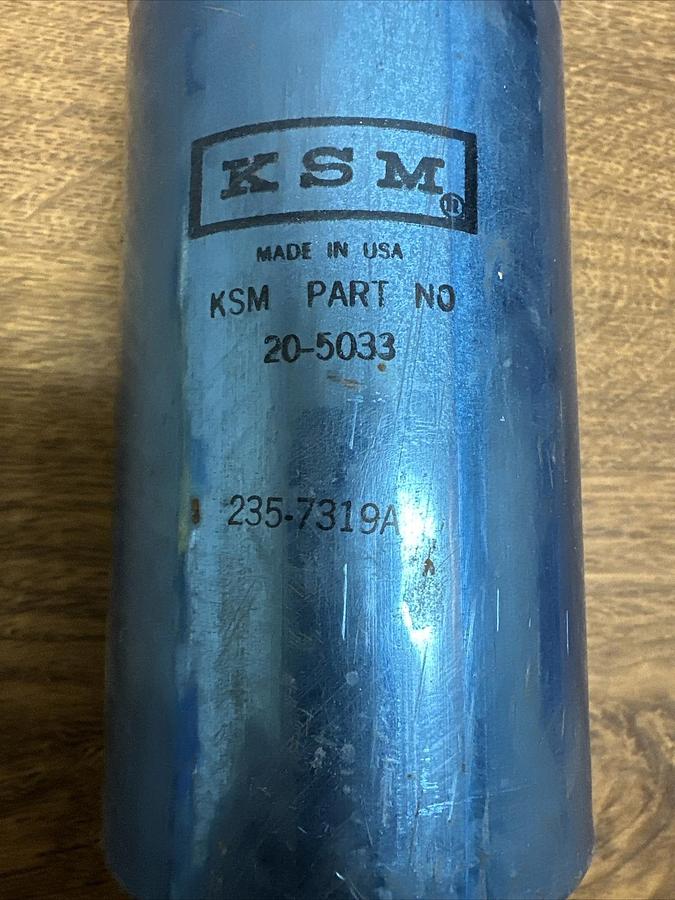 KSM®
MADE IN USA
KSM PART NO
20-5033
235-7319A